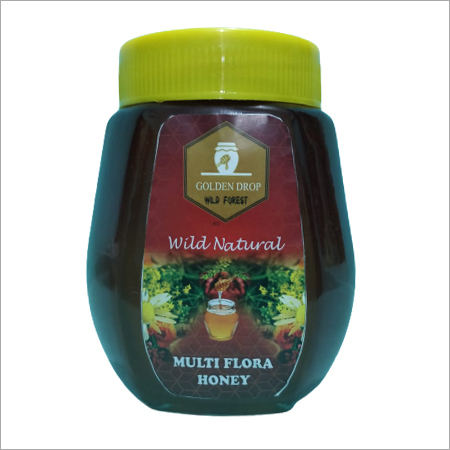 GOLDEN DROP
WILD FOREST
Wild Natural
MULTI FLORA
HONEY